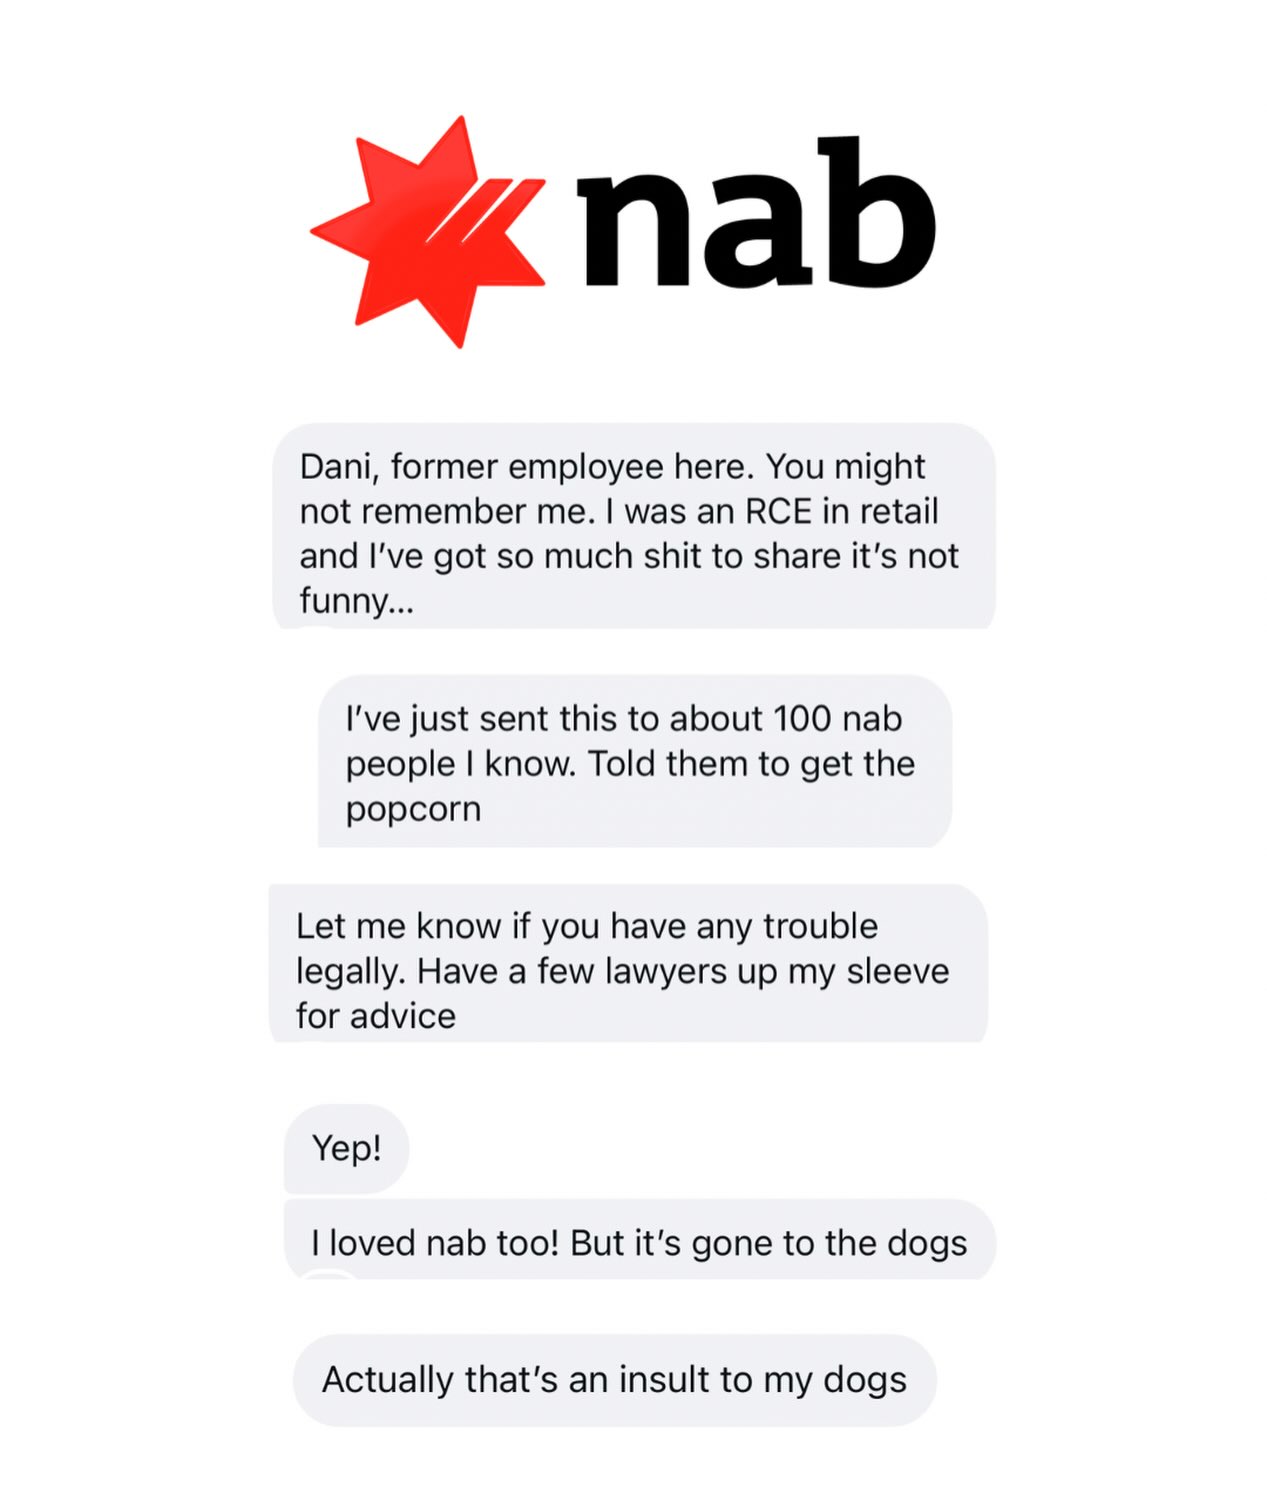 nab
Dani, former employee here. You might
not remember me. I was an RCE in retail
and I’ve got so much shit to share it’s not
funny...
I’ve just sent this to about 100 nab
people I know. Told them to get the
popcorn
Let me know if you have any trouble
legally. Have a few lawyers up my sleeve
for advice
Yep!
I loved nab too! But it’s gone to the dogs
Actually that’s an insult to my dogs